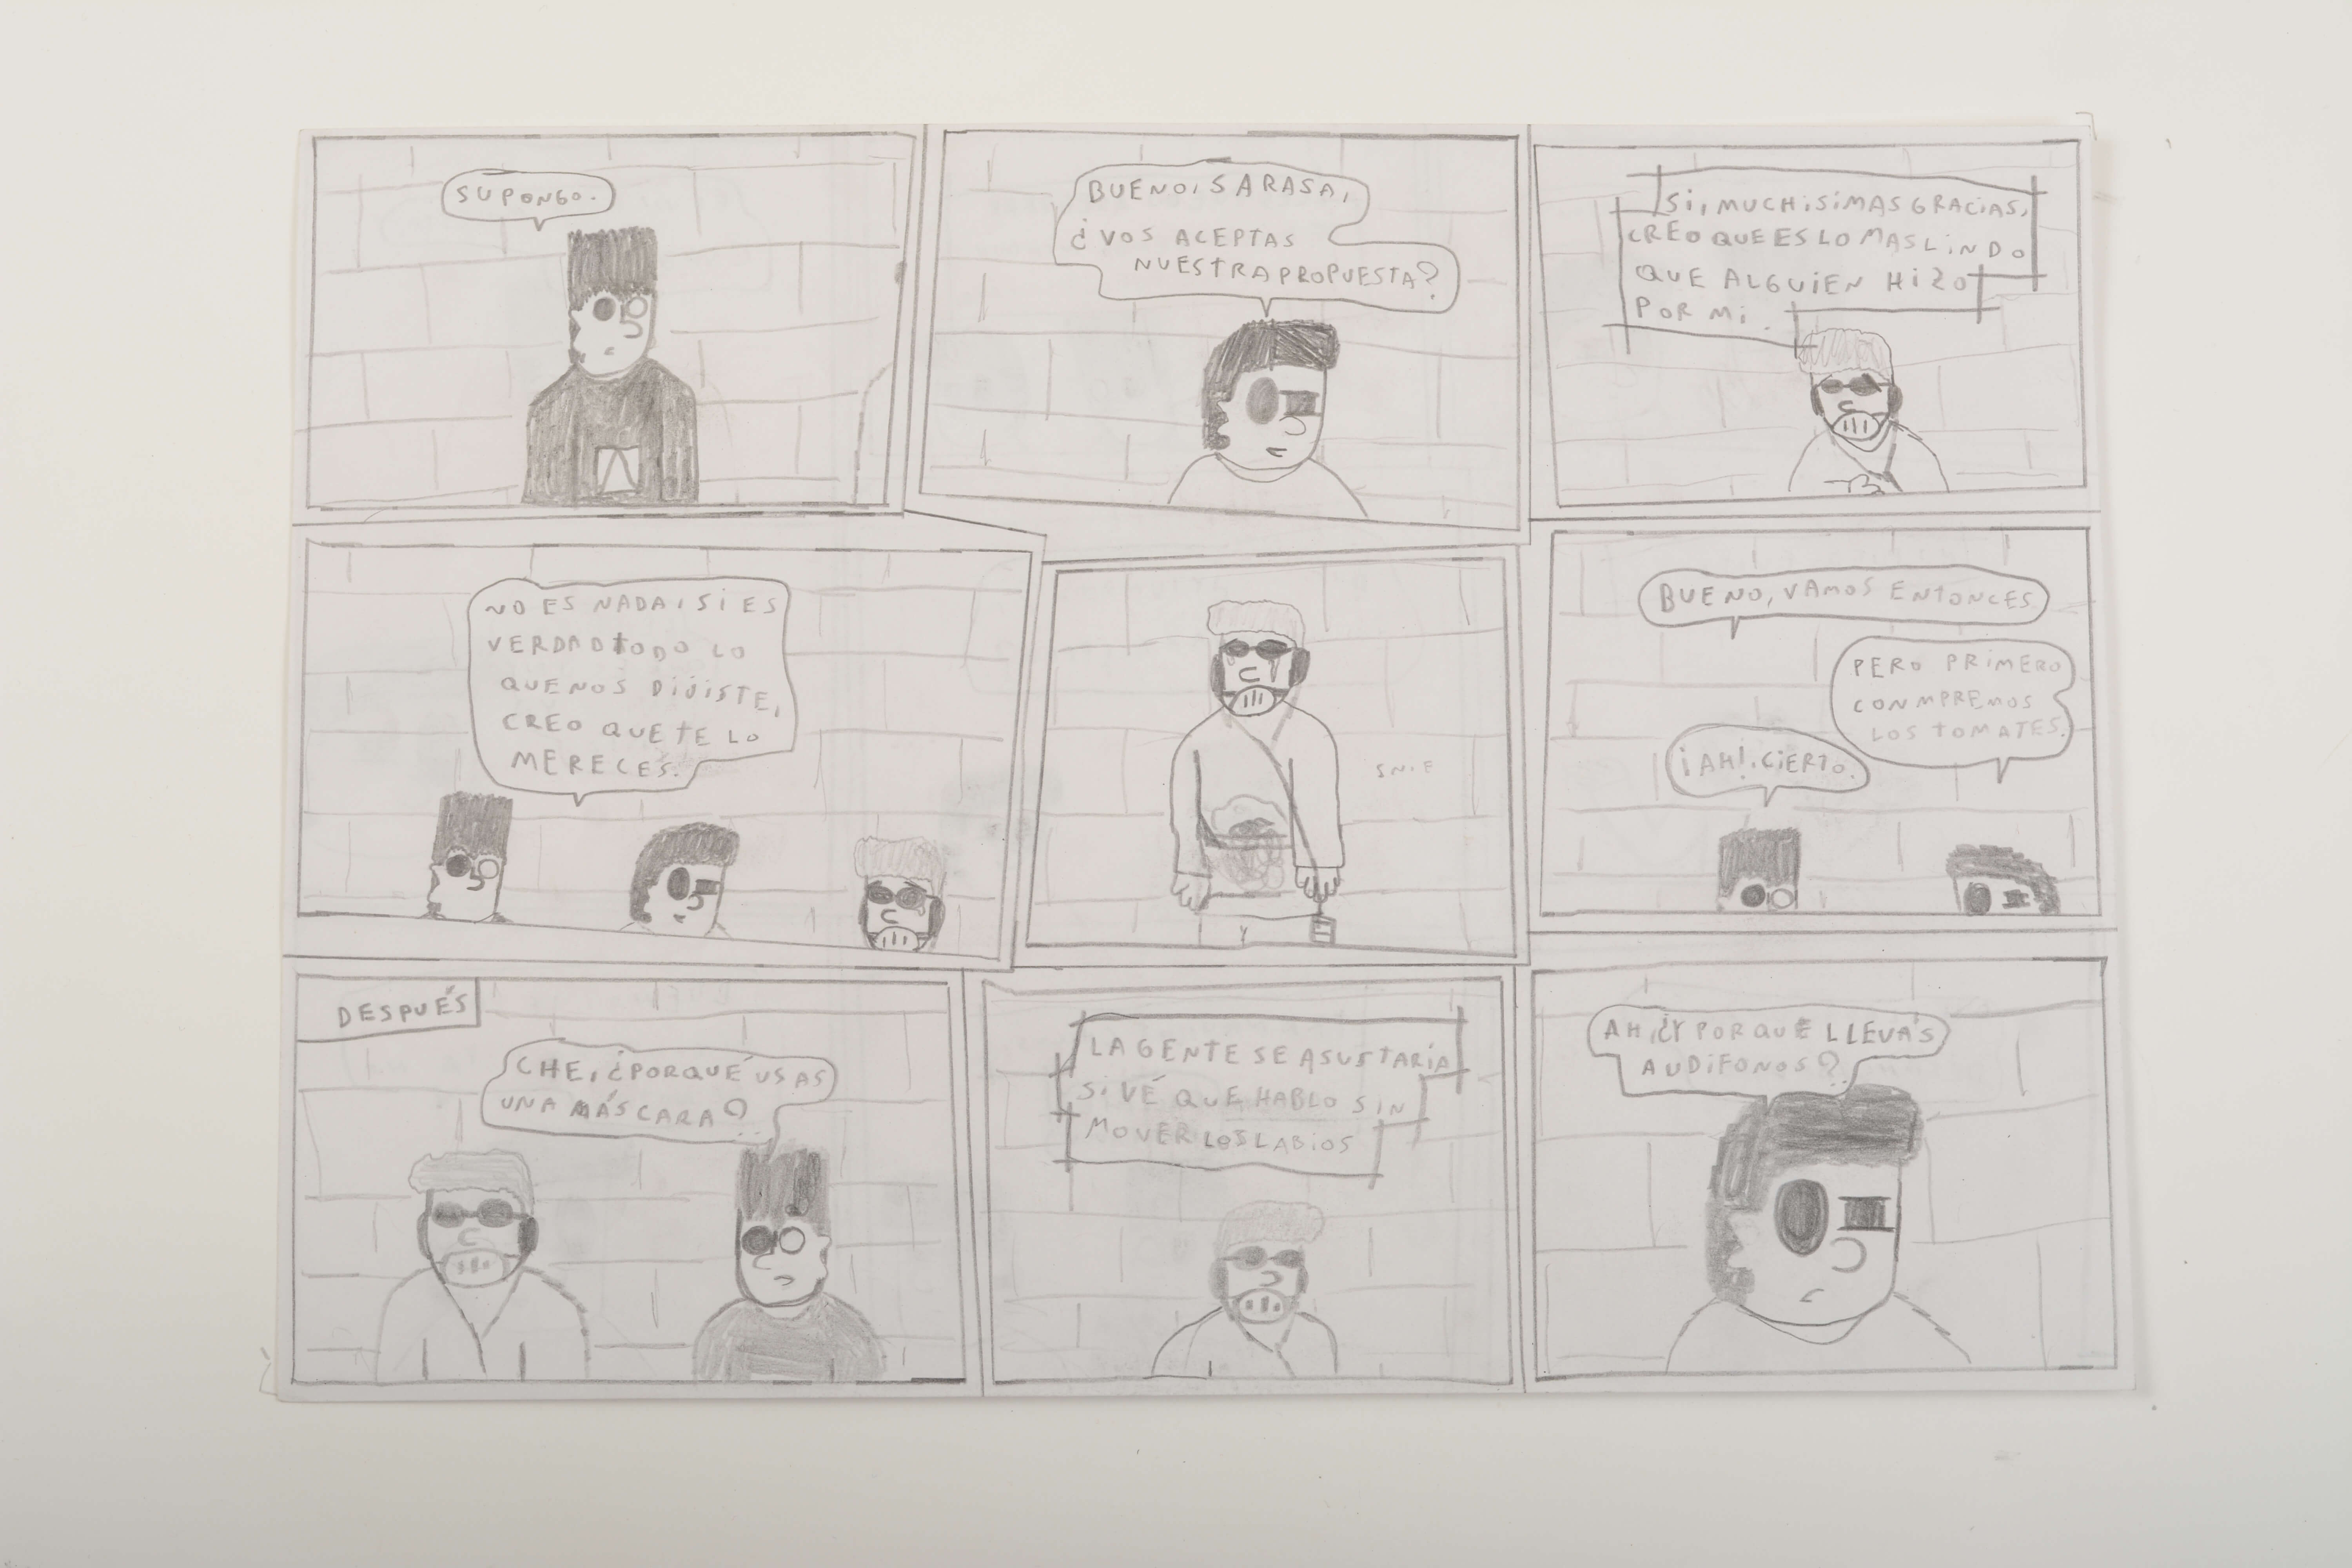 SUPONGO.
BUENO, SARASA,
¿VOS ACEPTAS
NUESTRA PROPUESTA?
SI, MUCHISIMAS GRACIAS,
CREO QUE ES LO MAS LINDO
QUE ALGUIEN HIZO
POR MI.
NO ES NADA, SI ES
VERDAD TODO LO
QUE NOS DIJISTE,
CREO QUE TE LO
MERECÉS.
SNIF
BUENO, VAMOS ENTONCES
PERO PRIMERO
CONMPREMOS
LOS TOMATES.
¡AH!, CIERTO.
DESPUÉS
CHE, ¿PORQUÉ USAS
UNA MÁSCARA?
LA GENTE SE ASUSTARÍA
SI VÉ QUE HABLO SIN
MOVER LOS LABIOS
AH, ¿Y PORQUÉ LLEVÁS
AUDIFONOS?